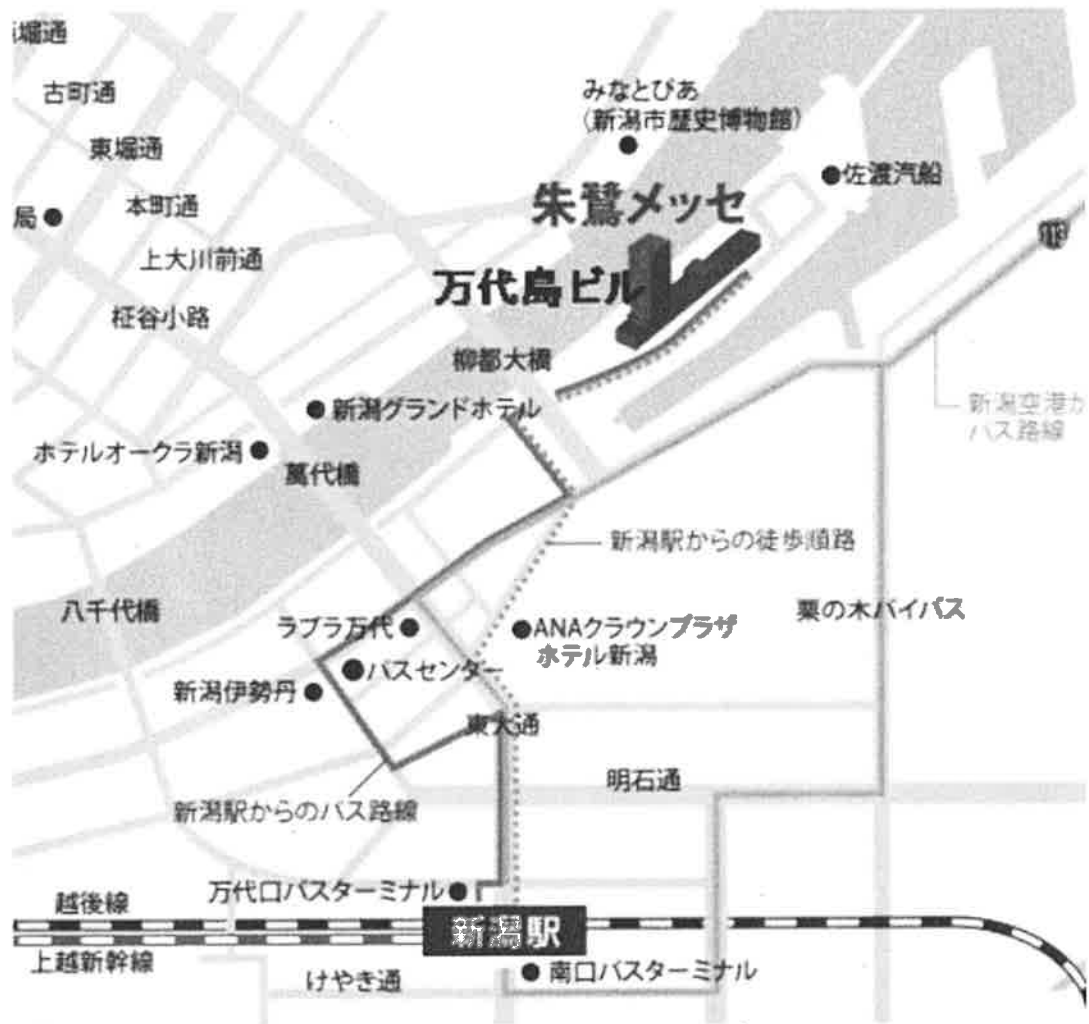 堀通
古町通
東堀通
局
本町通
上大川前通
柾谷小路
みなとぴあ
(新潟市歴史博物館)
佐渡汽船
朱鷺メッセ
万代島ビル
113
柳都大橋
新潟グランドホテル
ホテルオークラ新潟
萬代橋
新潟空港か
バス路線
新潟駅からの徒歩順路
八千代橋
ラブラ万代
ANAクラウンプラザ
ホテル新潟
栗の木バイパス
バスセンター
新潟伊勢丹
東大通
明石通
新潟駅からのバス路線
万代口バスターミナル
越後線
新潟駅
上越新幹線
けやき通
南口バスターミナル